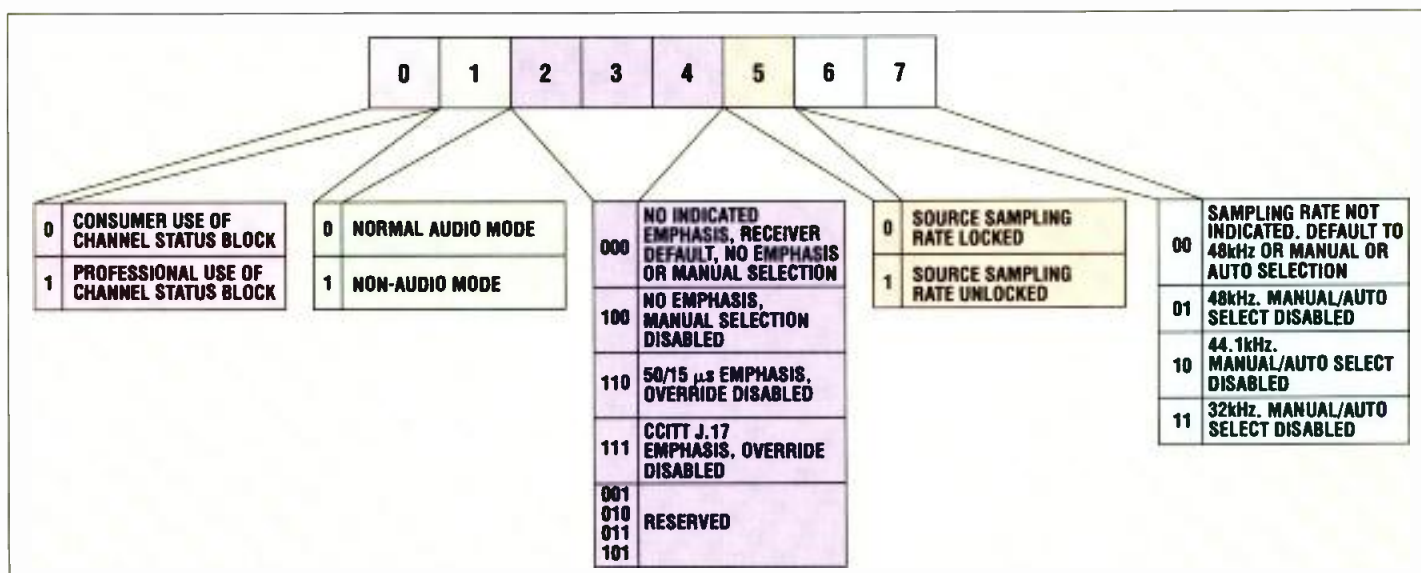 0 1 2 3 4 5 6 7
0 CONSUMER USE OF
CHANNEL STATUS BLOCK
1 PROFESSIONAL USE OF
CHANNEL STATUS BLOCK
0 NORMAL AUDIO MODE
1 NON-AUDIO MODE
000 NO INDICATED
EMPHASIS, RECEIVER
DEFAULT, NO EMPHASIS
OR MANUAL SELECTION
100 NO EMPHASIS,
MANUAL SELECTION
DISABLED
110 50/15 μs EMPHASIS,
OVERRIDE DISABLED
111 CCITT J.17
EMPHASIS, OVERRIDE
DISABLED
001
010
011
101
RESERVED
0 SOURCE SAMPLING
RATE LOCKED
1 SOURCE SAMPLING
RATE UNLOCKED
00 SAMPLING RATE NOT
INDICATED. DEFAULT TO
48kHz OR MANUAL OR
AUTO SELECTION
01 48kHz. MANUAL/AUTO
SELECT DISABLED
10 44.1kHz.
MANUAL/AUTO SELECT
DISABLED
11 32kHz. MANUAL/AUTO
SELECT DISABLED